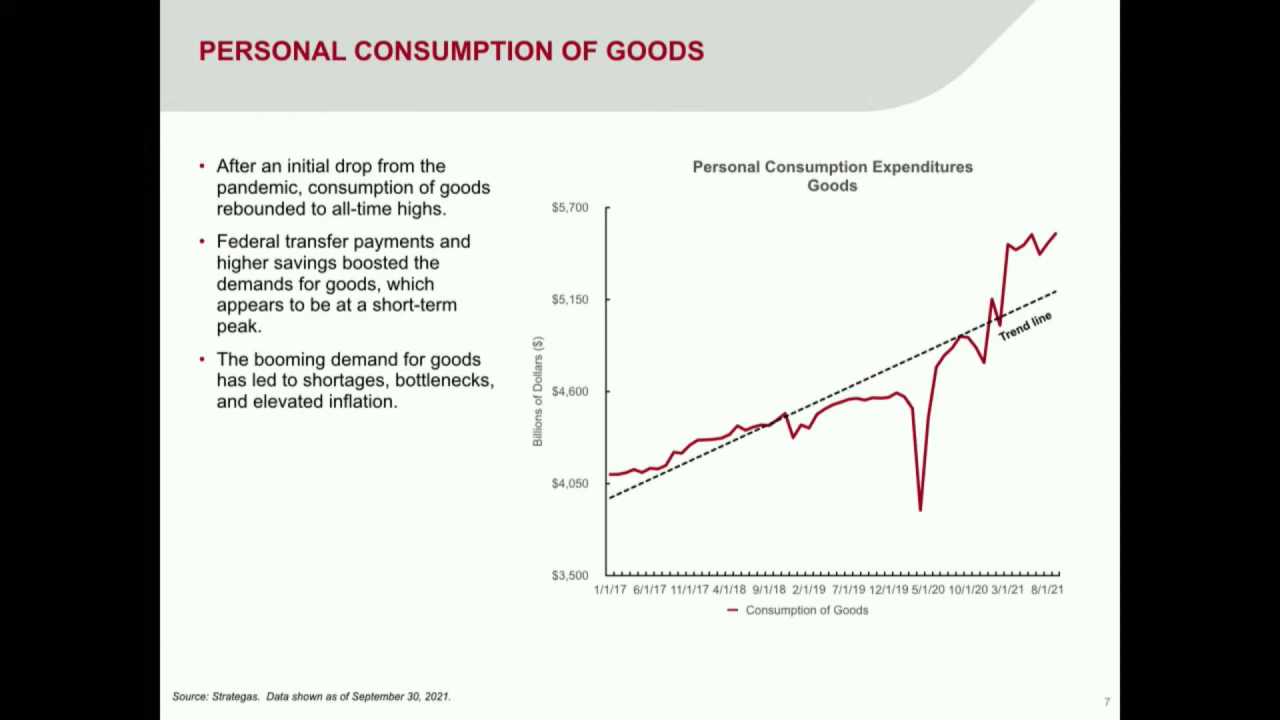 PERSONAL CONSUMPTION OF GOODS
• After an initial drop from the
pandemic, consumption of goods
rebounded to all-time highs.
• Federal transfer payments and
higher savings boosted the
demands for goods, which
appears to be at a short-term
peak.
• The booming demand for goods
has led to shortages, bottlenecks,
and elevated inflation.
Personal Consumption Expenditures
Goods
$5,700
$5,150
$4,600
$4,050
$3,500
Billions of Dollars ($)
Trend line
1/1/17 6/1/17 11/1/17 4/1/18 9/1/18 2/1/19 7/1/19 12/1/19 5/1/20 10/1/20 3/1/21 8/1/21
Consumption of Goods
Source: Strategas. Data shown as of September 30, 2021.
7